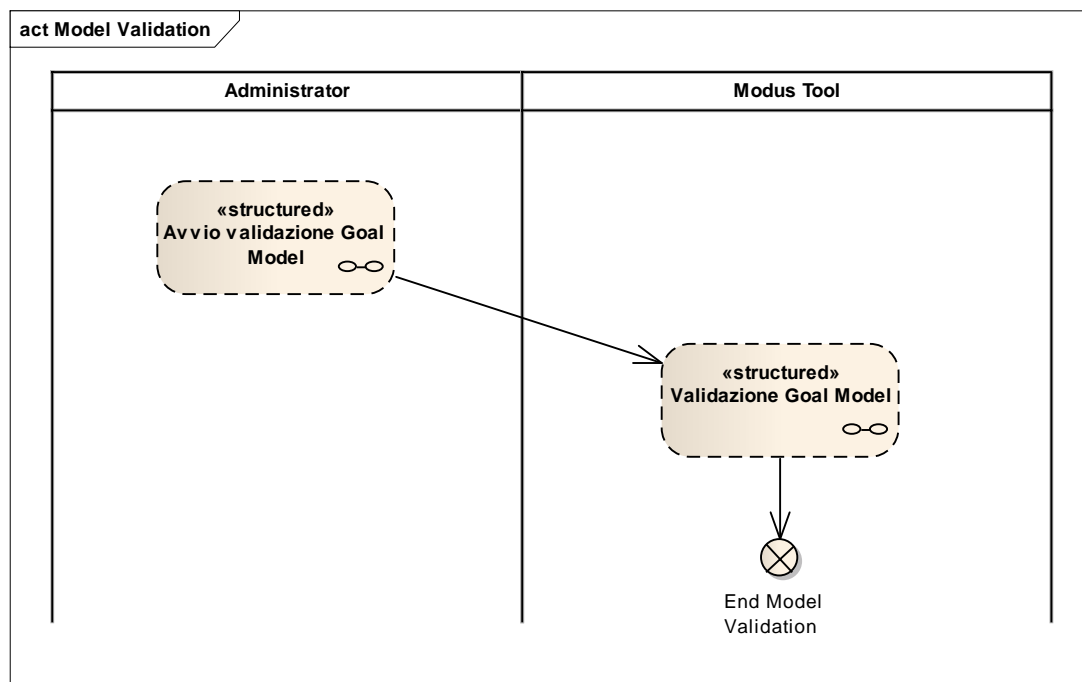 act Model Validation
Administrator
Modus Tool
«structured»
Avvio validazione Goal
Model
«structured»
Validazione Goal Model
End Model
Validation